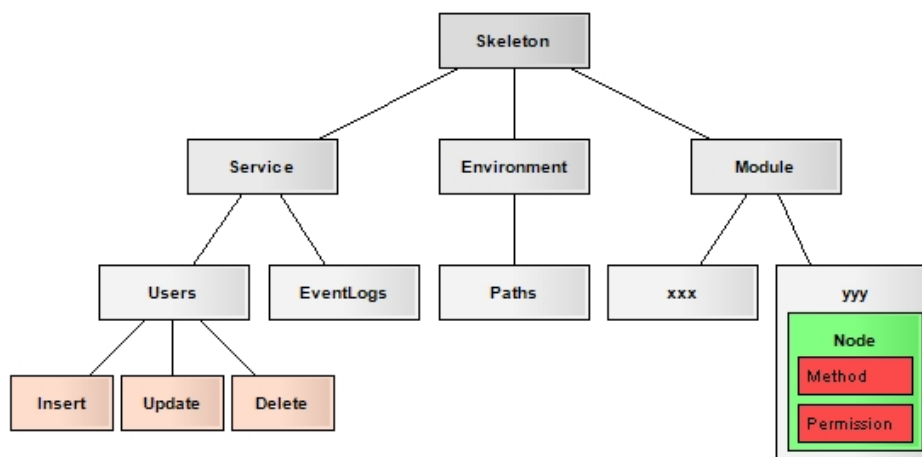 Skeleton
Service
Environment
Module
Users
EventLogs
Paths
xxx
yyy
Node
Method
Permission
Insert
Update
Delete